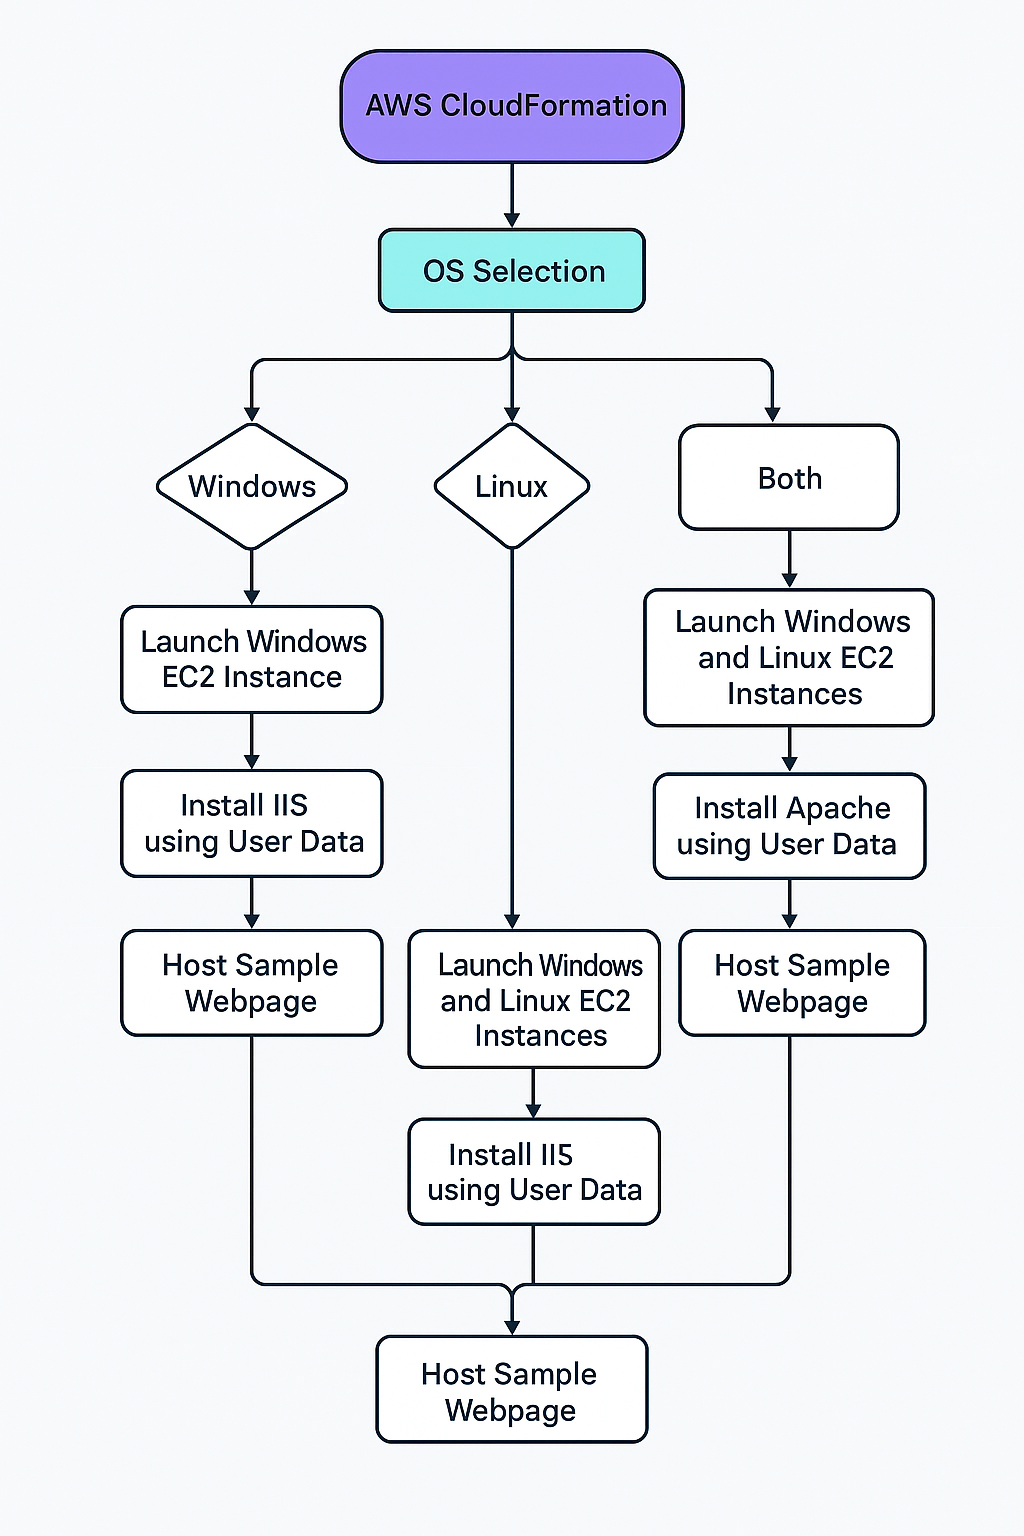 AWS CloudFormation
OS Selection
Windows
Linux
Both
Launch Windows
EC2 Instance
Launch Windows
and Linux EC2
Instances
Install IIS
using User Data
Install Apache
using User Data
Host Sample
Webpage
Launch Windows
and Linux EC2
Instances
Host Sample
Webpage
Install II5
using User Data
Host Sample
Webpage